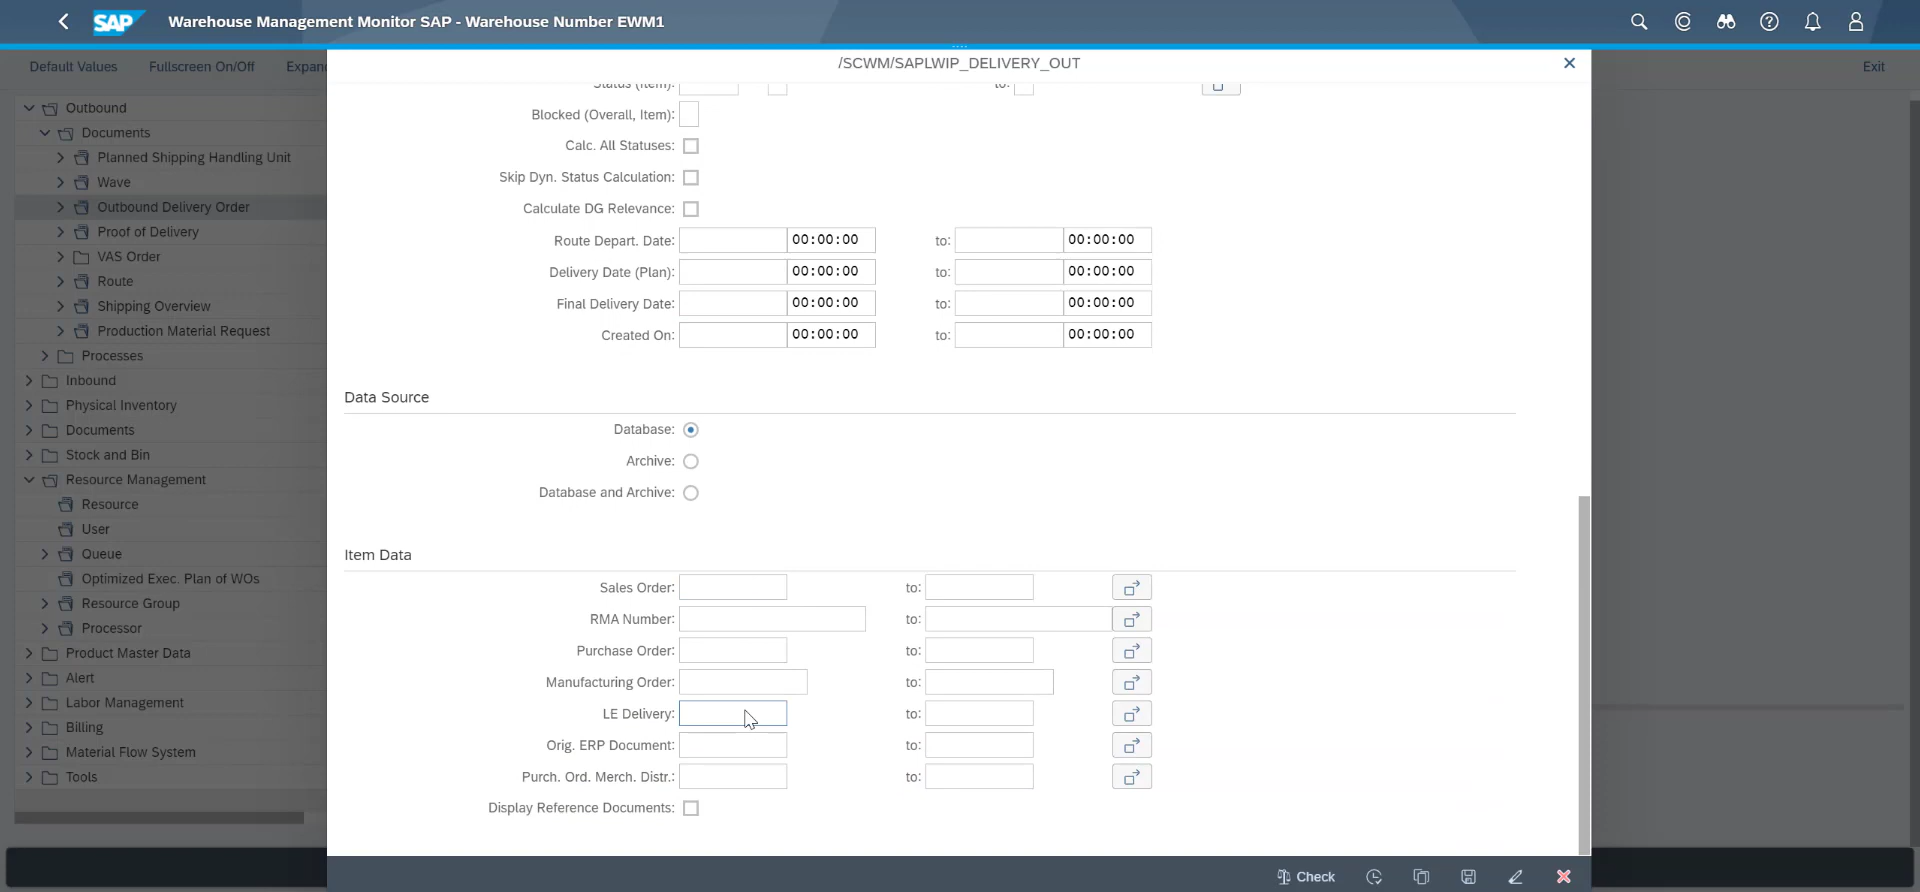 SAP Warehouse Management Monitor SAP - Warehouse Number EWM1
Default Values Fullscreen On/Off Expan
Exit
Outbound
Documents
Planned Shipping Handling Unit
Wave
Outbound Delivery Order
Proof of Delivery
VAS Order
Route
Shipping Overview
Production Material Request
Processes
Inbound
Physical Inventory
Documents
Stock and Bin
Resource Management
Resource
User
Queue
Optimized Exec. Plan of WOs
Resource Group
Processor
Product Master Data
Alert
Labor Management
Billing
Material Flow System
Tools
/SCWM/SAPLWIP_DELIVERY_OUT
Status (Item): to:
Blocked (Overall, Item):
Calc. All Statuses:
Skip Dyn. Status Calculation:
Calculate DG Relevance:
Route Depart. Date: 00:00:00 to: 00:00:00
Delivery Date (Plan): 00:00:00 to: 00:00:00
Final Delivery Date: 00:00:00 to: 00:00:00
Created On: 00:00:00 to: 00:00:00
Data Source
Database:
Archive:
Database and Archive:
Item Data
Sales Order: to:
RMA Number: to:
Purchase Order: to:
Manufacturing Order: to:
LE Delivery: to:
Orig. ERP Document: to:
Purch. Ord. Merch. Distr.: to:
Display Reference Documents:
Check